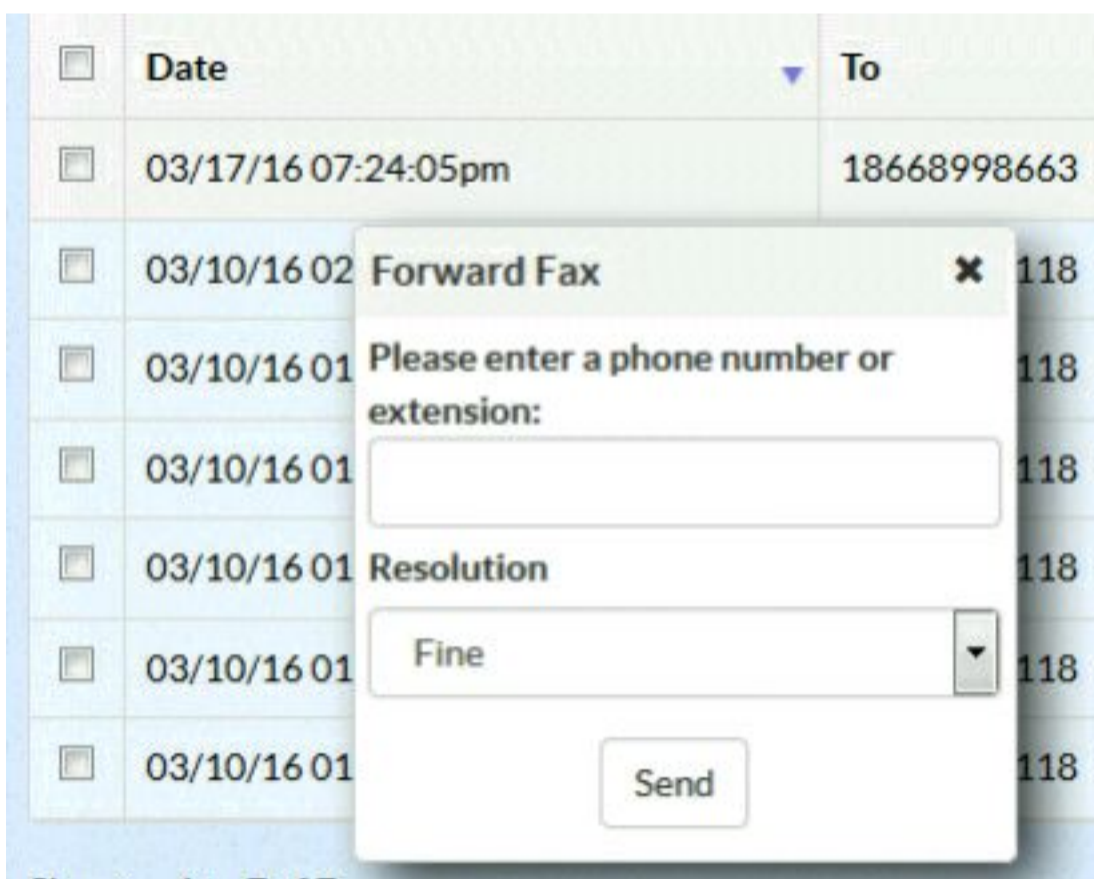 Date To
03/17/16 07:24:05pm 18668998663
03/10/16 02 118
Forward Fax
03/10/16 01 118
Please enter a phone number or
extension:
03/10/16 01 118
03/10/16 01 118
Resolution
03/10/16 01 118
Fine
03/10/16 01 118
Send